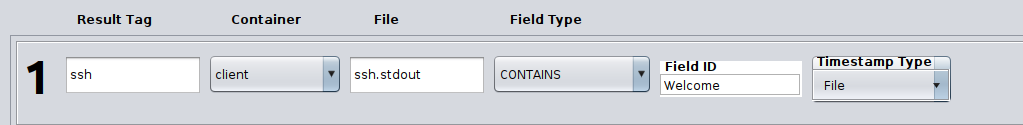 Result Tag Container File Field Type
1 ssh client ssh.stdout CONTAINS Field ID Welcome Timestamp Type File